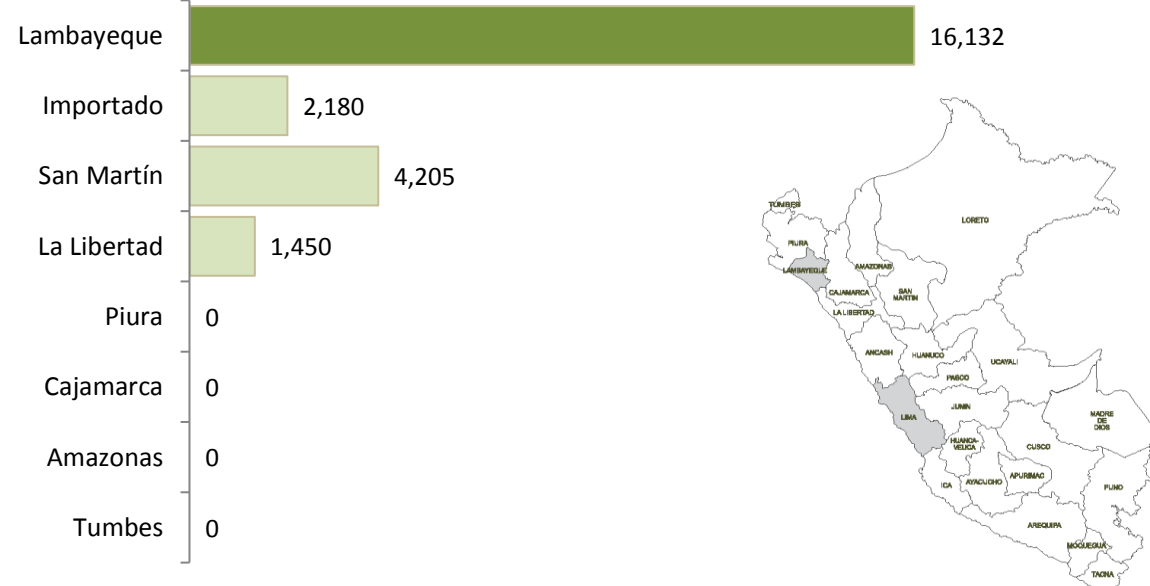 Lambayeque 16,132
Importado 2,180
San Martín 4,205
La Libertad 1,450
Piura 0
Cajamarca 0
Amazonas 0
Tumbes 0
TUMBES
LORETO
PIURA
LAMBAYEQUE
AMAZONAS
CAJAMARCA
SAN
MARTIN
LA LIBERTAD
ANCASH
HUANUCO
UCAYALI
PASCO
LIMA
JUNIN
MADRE
DE
DIOS
HUANCA-
VELICA
CUSCO
ICA
AYACUCHO
APURIMAC
PUNO
AREQUIPA
MOQUEGUA
TACNA